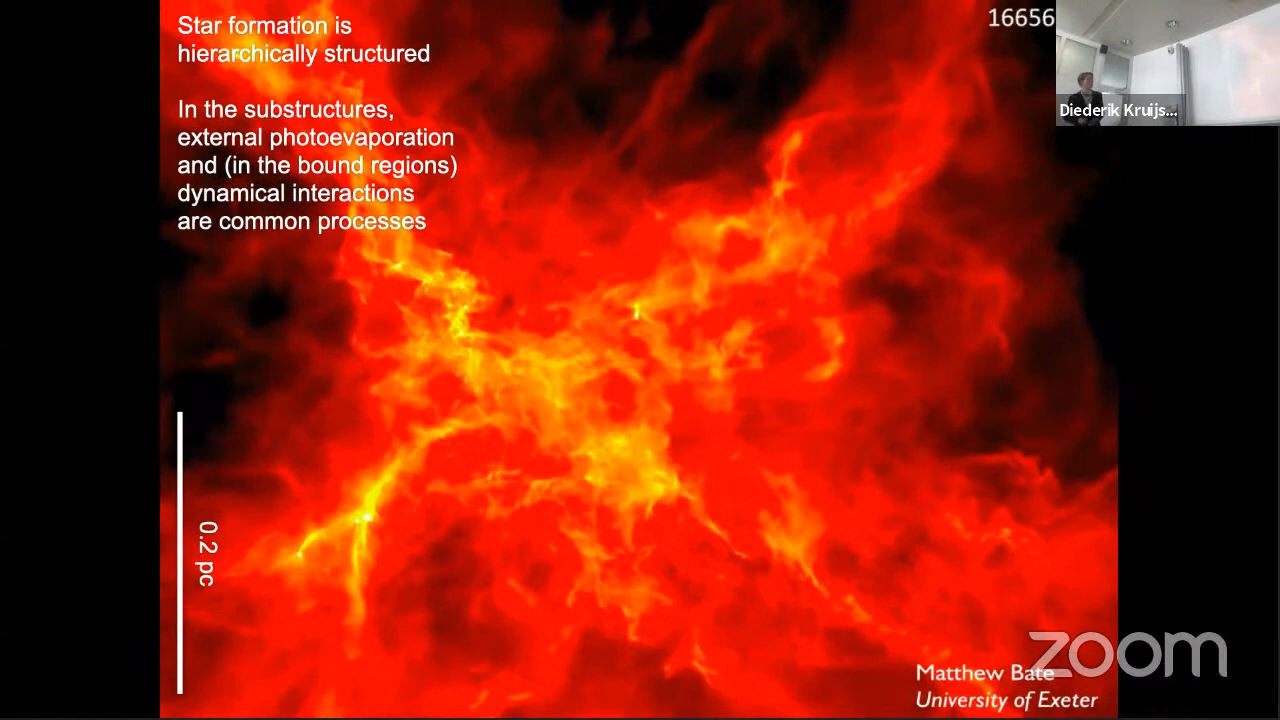 Star formation is
hierarchically structured
In the substructures,
external photoevaporation
and (in the bound regions)
dynamical interactions
are common processes
16656
Diederik Kruijs...
0.2 pc
Matthew Bate
University of Exeter
zoom